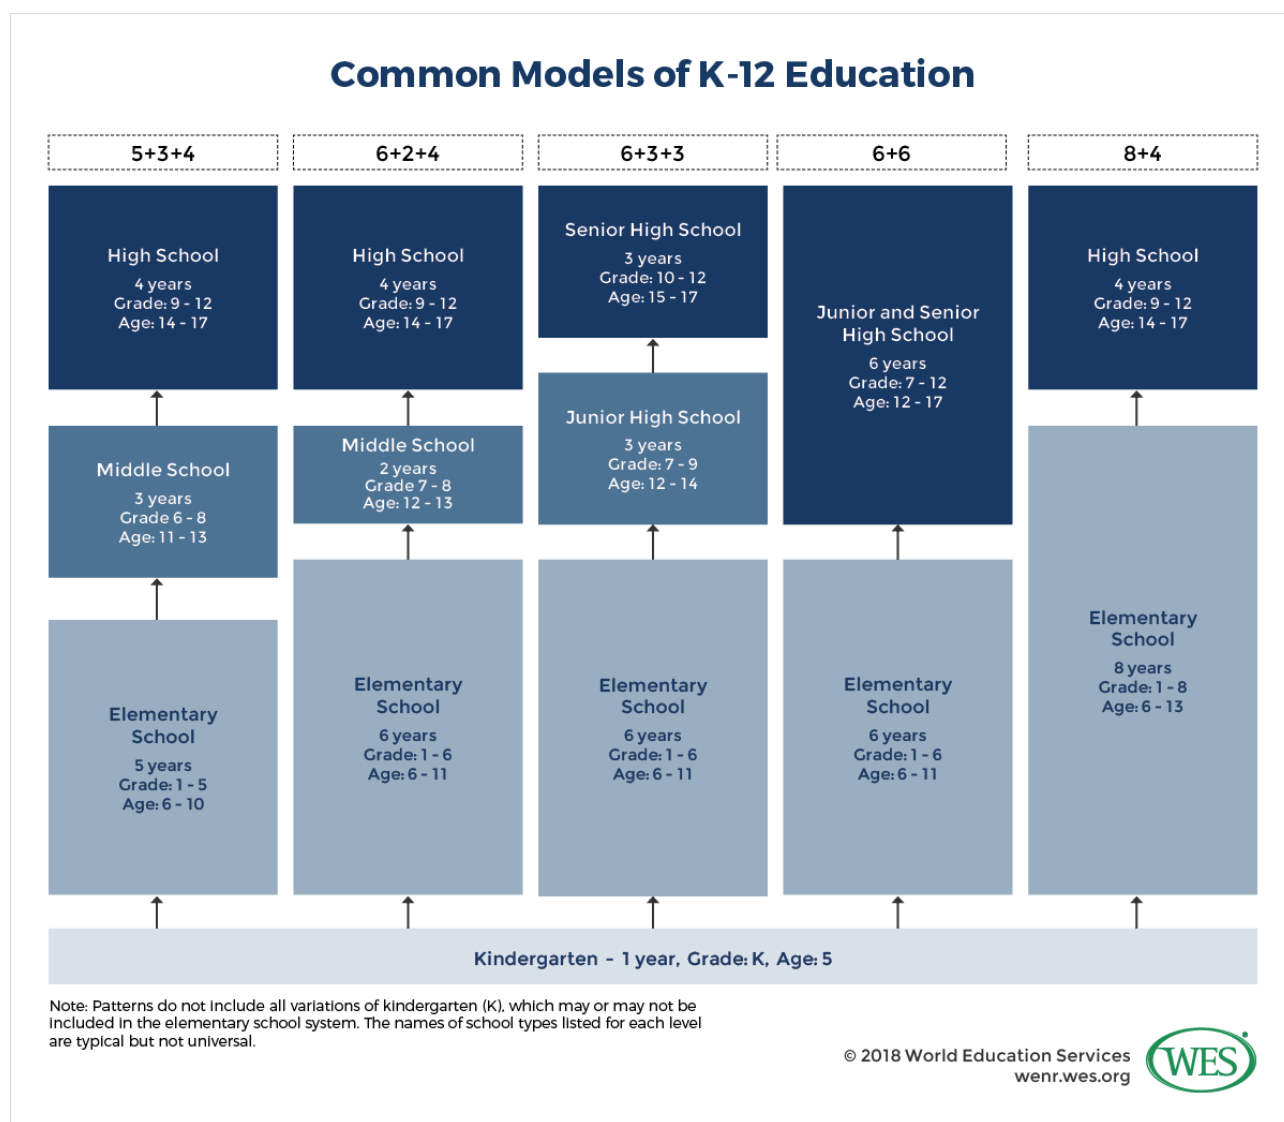 Common Models of K-12 Education
5+3+4
High School
4 years
Grade: 9 - 12
Age: 14 - 17
Middle School
3 years
Grade 6 - 8
Age: 11 - 13
Elementary
School
5 years
Grade: 1 - 5
Age: 6 - 10
6+2+4
High School
4 years
Grade: 9 - 12
Age: 14 - 17
Middle School
2 years
Grade 7 - 8
Age: 12 - 13
Elementary
School
6 years
Grade: 1 - 6
Age: 6 - 11
6+3+3
Senior High School
3 years
Grade: 10 - 12
Age: 15 - 17
Junior High School
3 years
Grade: 7 - 9
Age: 12 - 14
Elementary
School
6 years
Grade: 1 - 6
Age: 6 - 11
6+6
Junior and Senior
High School
6 years
Grade: 7 - 12
Age: 12 - 17
Elementary
School
6 years
Grade: 1 - 6
Age: 6 - 11
8+4
High School
4 years
Grade: 9 - 12
Age: 14 - 17
Elementary
School
8 years
Grade: 1 - 8
Age: 6 - 13
Kindergarten - 1 year, Grade: K, Age: 5
Note: Patterns do not include all variations of kindergarten (K), which may or may not be
included in the elementary school system. The names of school types listed for each level
are typical but not universal.
© 2018 World Education Services
wenr.wes.org
WES